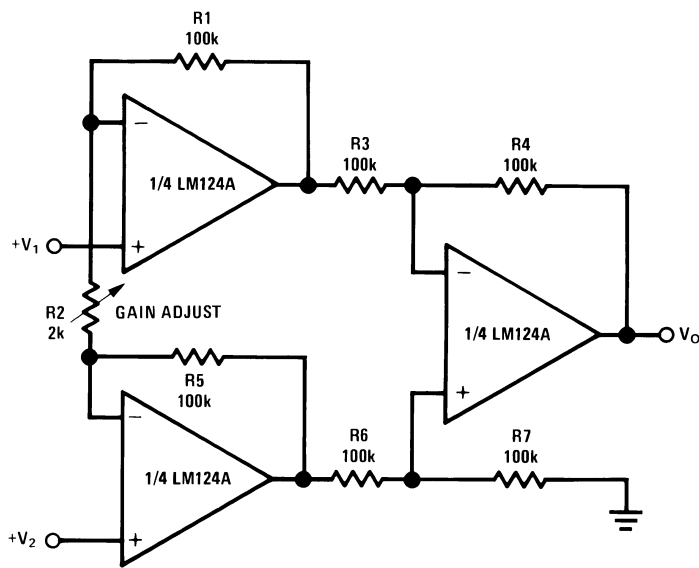 R1
100k
−
1/4 LM124A
+V1
+
R3
100k
R4
100k
R2
2k
GAIN ADJUST
−
1/4 LM124A
+
VO
R5
100k
−
1/4 LM124A
+V2
+
R6
100k
R7
100k